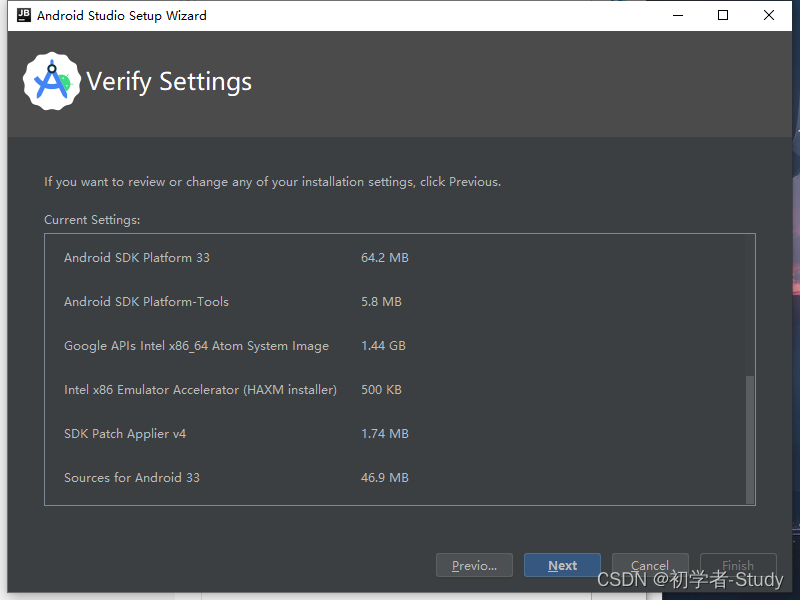 JB Android Studio Setup Wizard
Verify Settings
If you want to review or change any of your installation settings, click Previous.
Current Settings:
Android SDK Platform 33 64.2 MB
Android SDK Platform-Tools 5.8 MB
Google APIs Intel x86_64 Atom System Image 1.44 GB
Intel x86 Emulator Accelerator (HAXM installer) 500 KB
SDK Patch Applier v4 1.74 MB
Sources for Android 33 46.9 MB
Previo... Next Cancel Finish
CSDN @初学者-Study